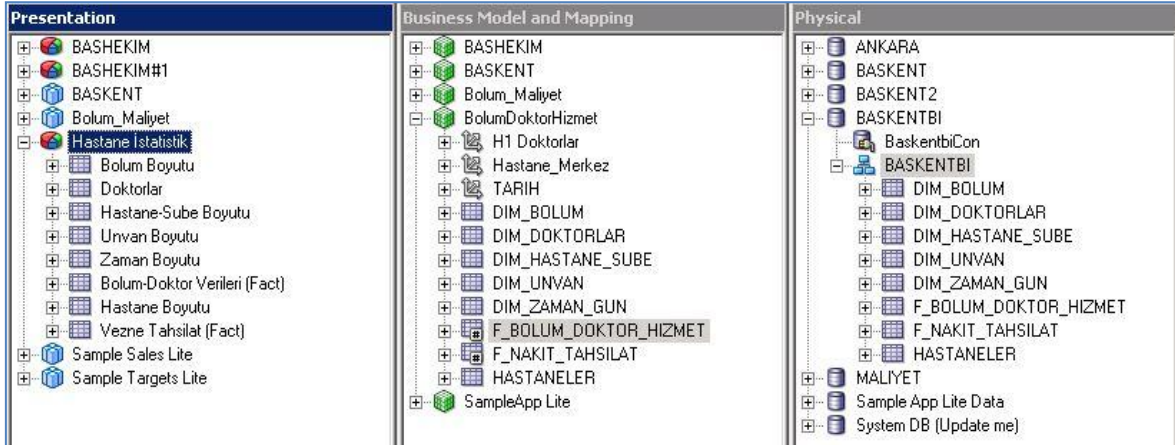 Presentation
BASHEKIM
BASHEKIM#1
BASKENT
Bolum_Maliyet
Hastane İstatistik
Bolum Boyutu
Doktorlar
Hastane-Sube Boyutu
Unvan Boyutu
Zaman Boyutu
Bolum-Doktor Verileri (Fact)
Hastane Boyutu
Vezne Tahsilat (Fact)
Sample Sales Lite
Sample Targets Lite
Business Model and Mapping
BASHEKIM
BASKENT
Bolum_Maliyet
BolumDoktorHizmet
H1 Doktorlar
Hastane_Merkez
TARIH
DIM_BOLUM
DIM_DOKTORLAR
DIM_HASTANE_SUBE
DIM_UNVAN
DIM_ZAMAN_GUN
F_BOLUM_DOKTOR_HIZMET
F_NAKIT_TAHSILAT
HASTANELER
SampleApp Lite
Physical
ANKARA
BASKENT
BASKENT2
BASKENTBI
BaskentbiCon
BASKENTBI
DIM_BOLUM
DIM_DOKTORLAR
DIM_HASTANE_SUBE
DIM_UNVAN
DIM_ZAMAN_GUN
F_BOLUM_DOKTOR_HIZMET
F_NAKIT_TAHSILAT
HASTANELER
MALIYET
Sample App Lite Data
System DB (Update me)